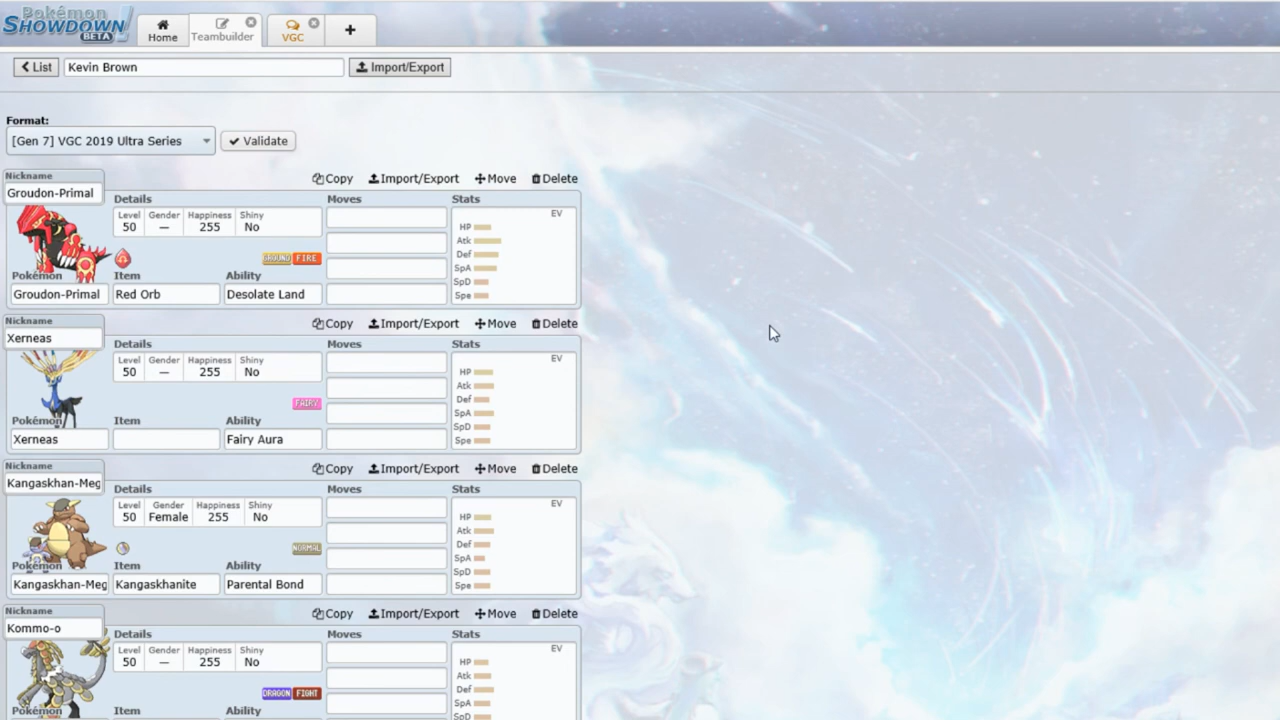 Pokémon
SHOWDOWN!
BETA
Home
Teambuilder
VGC
List
Kevin Brown
Import/Export
Format:
[Gen 7] VGC 2019 Ultra Series
Validate
Nickname
Groudon-Primal
Copy Import/Export Move Delete
Details Moves Stats
Level Gender Happiness Shiny
50 — 255 No
EV
HP
Atk
Def
SpA
SpD
Spe
GROUND FIRE
Pokémon Item Ability
Groudon-Primal Red Orb Desolate Land
Nickname
Xerneas
Copy Import/Export Move Delete
Details Moves Stats
Level Gender Happiness Shiny
50 — 255 No
EV
HP
Atk
Def
SpA
SpD
Spe
FAIRY
Pokémon Item Ability
Xerneas Fairy Aura
Nickname
Kangaskhan-Meg
Copy Import/Export Move Delete
Details Moves Stats
Level Gender Happiness Shiny
50 Female 255 No
EV
HP
Atk
Def
SpA
SpD
Spe
NORMAL
Pokémon Item Ability
Kangaskhan-Meg Kangaskhanite Parental Bond
Nickname
Kommo-o
Copy Import/Export Move Delete
Details Moves Stats
Level Gender Happiness Shiny
50 — 255 No
EV
HP
Atk
Def
SpA
SpD
DRAGON FIGHT
Pokémon Item Ability